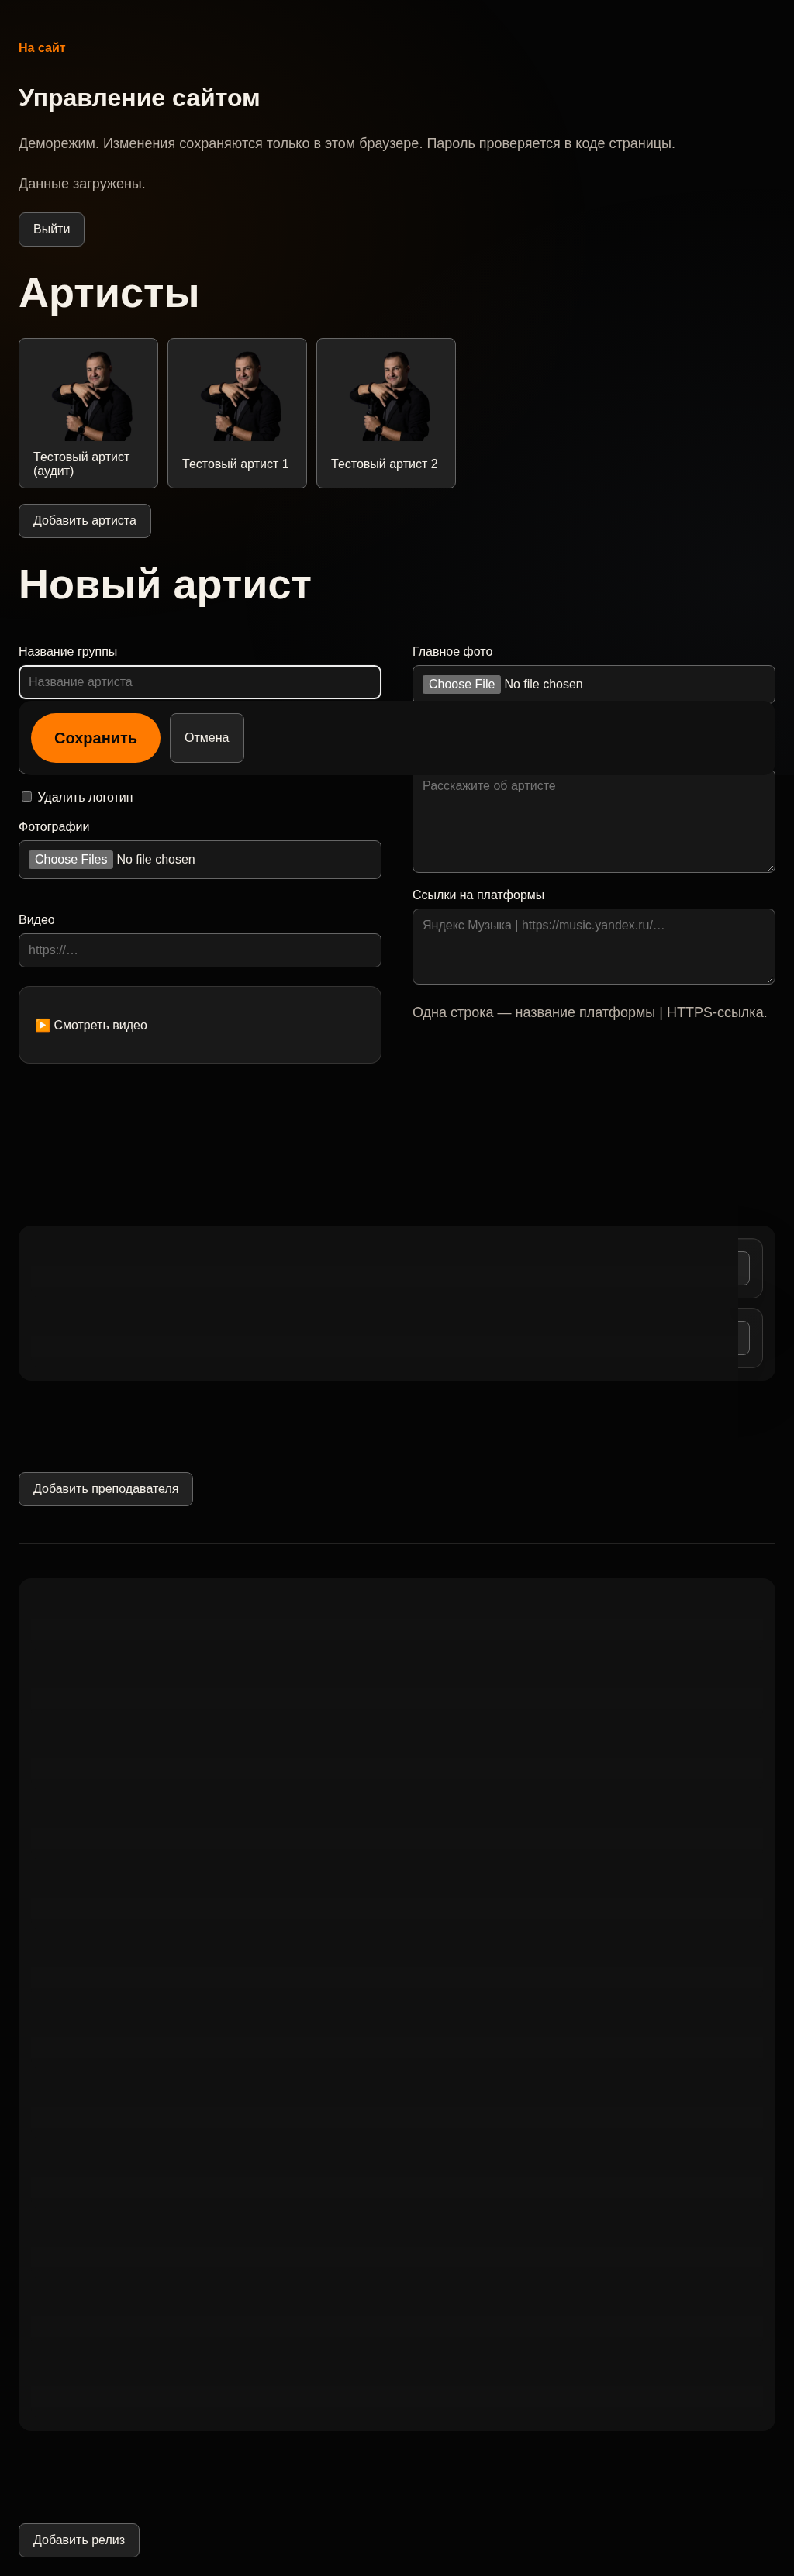 На сайт
Управление сайтом
Деморежим. Изменения сохраняются только в этом браузере. Пароль проверяется в коде страницы.
Данные загружены.
Выйти
Артисты
Тестовый артист
(аудит)
Тестовый артист 1
Тестовый артист 2
Добавить артиста
Новый артист
Название группы
Название артиста
Главное фото
Choose File No file chosen
Сохранить
Отмена
Удалить логотип
Фотографии
Choose Files No file chosen
Видео
https://…
▶️ Смотреть видео
Расскажите об артисте
Ссылки на платформы
Яндекс Музыка | https://music.yandex.ru/…
Одна строка — название платформы | HTTPS-ссылка.
Добавить преподавателя
Добавить релиз